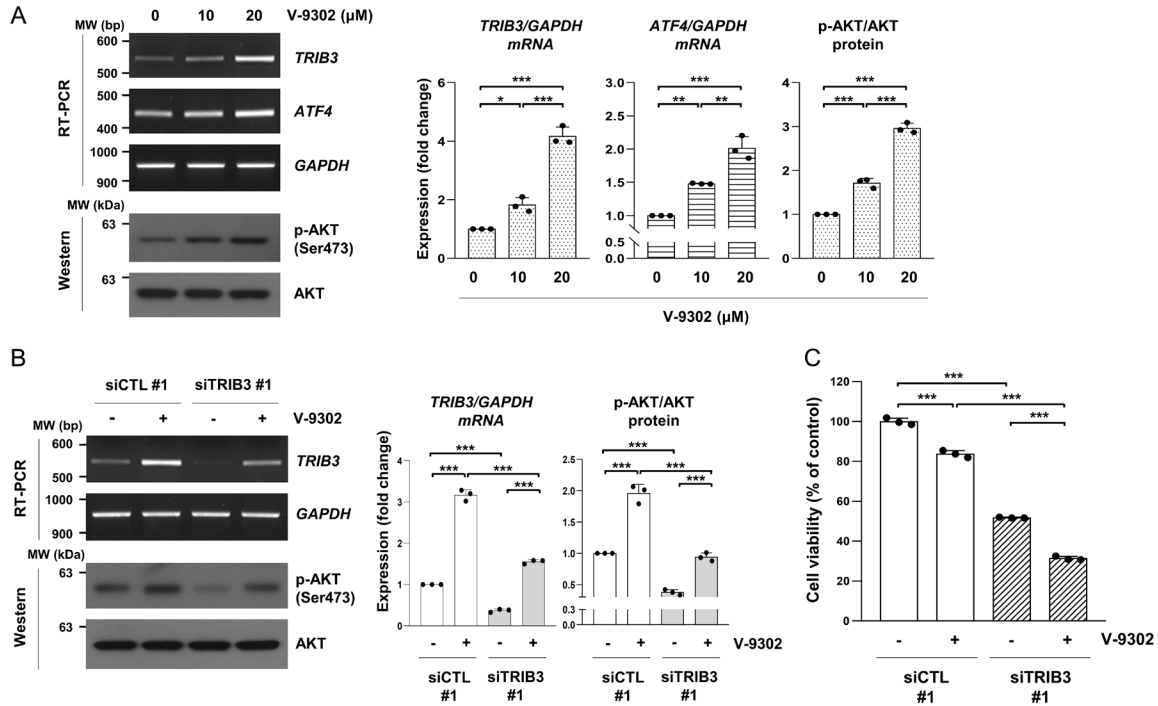 A
MW (bp)
0 10 20 V-9302 (µM)
RT-PCR
600
500
TRIB3
500
400
ATF4
1000
900
GAPDH
MW (kDa)
Western
63
p-AKT
(Ser473)
63
AKT
Expression (fold change)
TRIB3/GAPDH
mRNA
6
4
2
0
***
* ***
0 10 20
ATF4/GAPDH
mRNA
3.0
2.5
2.0
1.5
1.0
0.5
0.0
***
** **
0 10 20
p-AKT/AKT
protein
4
3
2
1
0
***
*** ***
0 10 20
V-9302 (µM)
B
siCTL #1 siTRIB3 #1
- + - + V-9302
MW (bp)
RT-PCR
600
500
TRIB3
1000
900
GAPDH
MW (kDa)
Western
63
p-AKT
(Ser473)
63
AKT
Expression (fold change)
TRIB3/GAPDH
mRNA
4
3
2
1
0
***
*** ***
***
- + - +
siCTL
#1
siTRIB3
#1
p-AKT/AKT
protein
2.5
2.0
1.5
1.0
0.5
0.3
0.0
***
*** ***
***
- + - + V-9302
siCTL
#1
siTRIB3
#1
C
Cell viability (% of control)
120
100
80
60
40
20
0
***
*** ***
***
- + - + V-9302
siCTL
#1
siTRIB3
#1